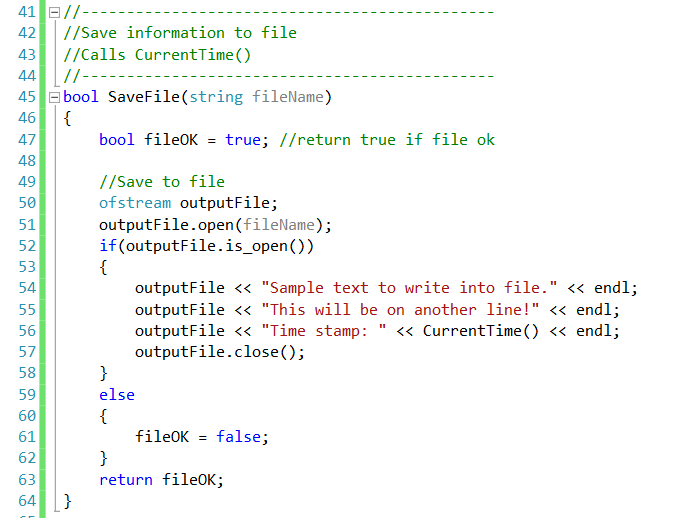 41 //----------------------------------------------
42 //Save information to file
43 //Calls CurrentTime()
44 //----------------------------------------------
45 bool SaveFile(string fileName)
46 {
47 bool fileOK = true; //return true if file ok
48
49 //Save to file
50 ofstream outputFile;
51 outputFile.open(fileName);
52 if(outputFile.is_open())
53 {
54 outputFile << "Sample text to write into file." << endl;
55 outputFile << "This will be on another line!" << endl;
56 outputFile << "Time stamp: " << CurrentTime() << endl;
57 outputFile.close();
58 }
59 else
60 {
61 fileOK = false;
62 }
63 return fileOK;
64 }